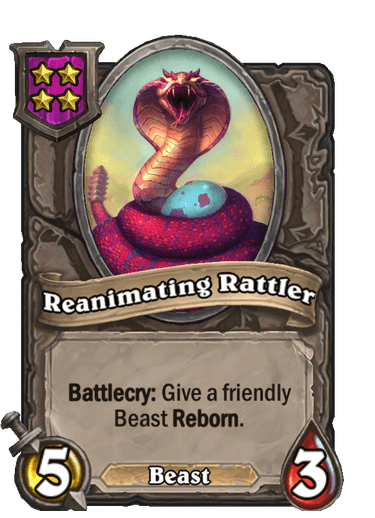 Reanimating Rattler
Battlecry: Give a friendly
Beast Reborn.
5
Beast
3